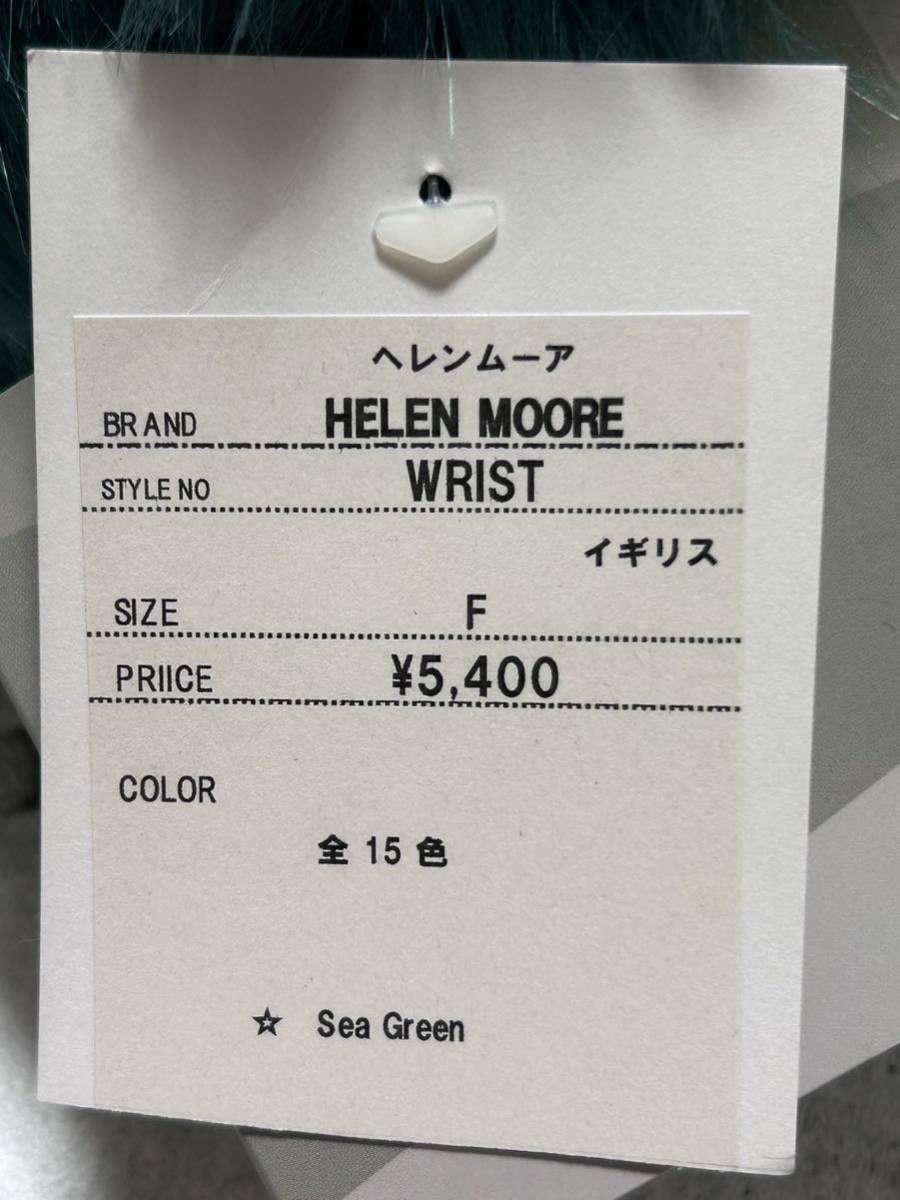 ヘレンムーア
BRAND HELEN MOORE
STYLE NO WRIST
イギリス
SIZE F
PRIICE ¥5,400
COLOR
全 15 色
☆ Sea Green